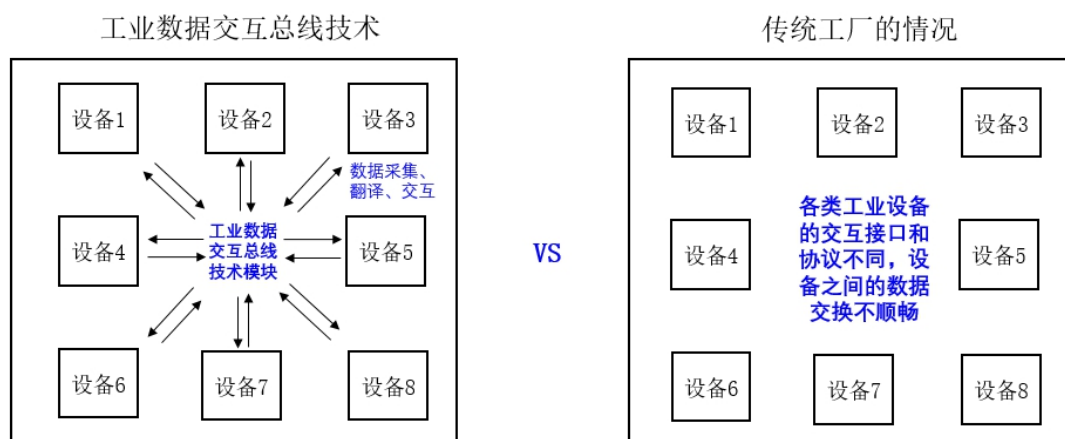 工业数据交互总线技术
传统工厂的情况
设备1
设备2
设备3
数据采集、
翻译、交互
设备4
工业数据
交互总线
技术模块
设备5
设备6
设备7
设备8
VS
设备1
设备2
设备3
设备4
各类工业设备
的交互接口和
协议不同，设
备之间的数据
交换不顺畅
设备5
设备6
设备7
设备8